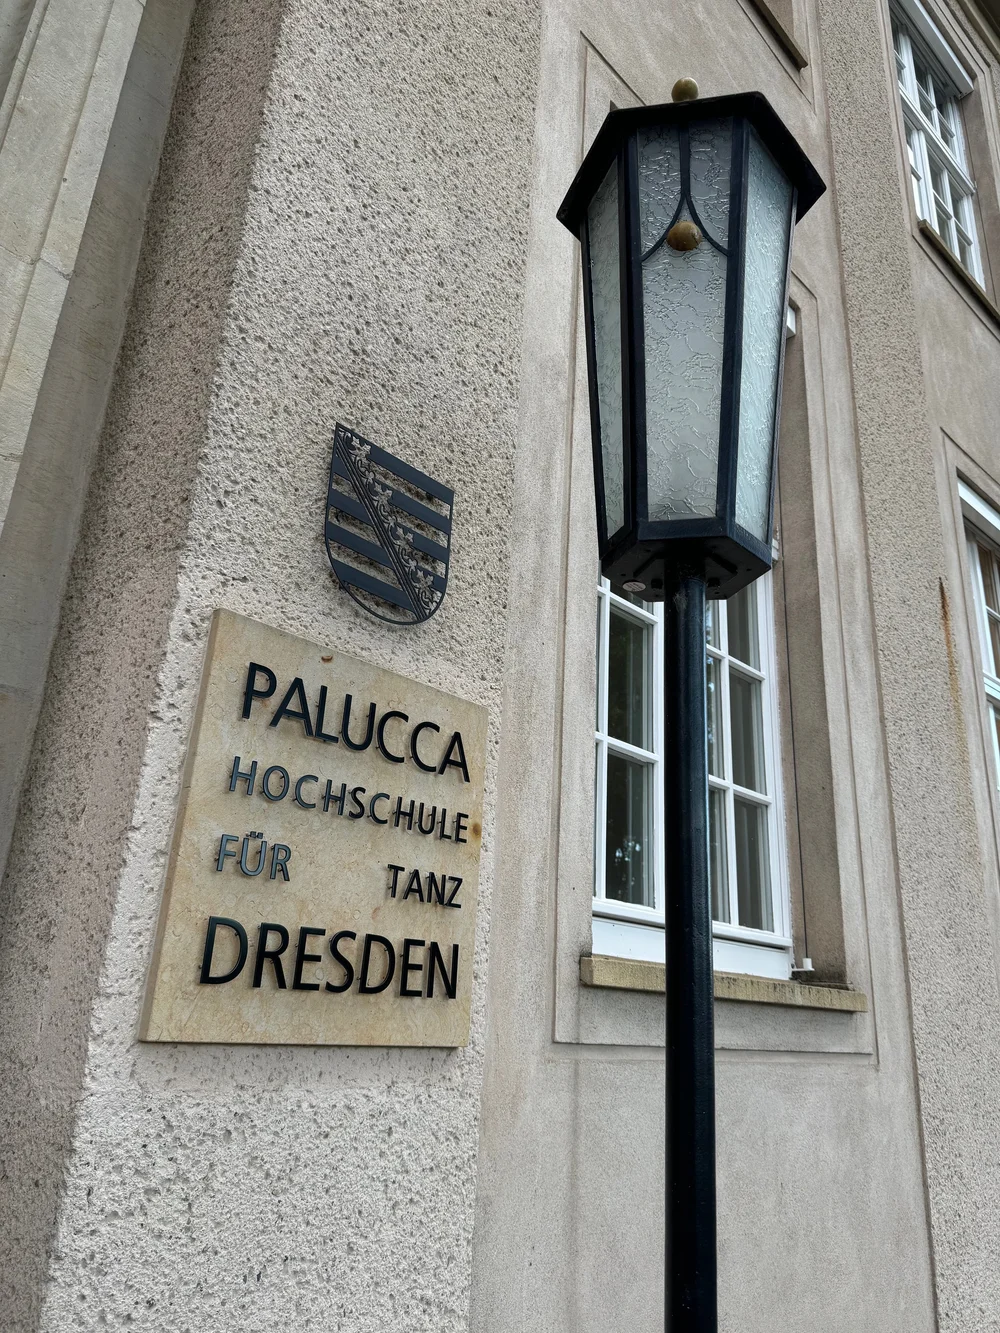 PALUCCA
HOCHSCHULE
FÜR TANZ
DRESDEN